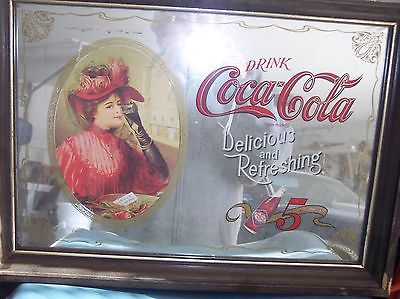 DRINK
Coca-Cola
Delicious
and
Refreshing
5